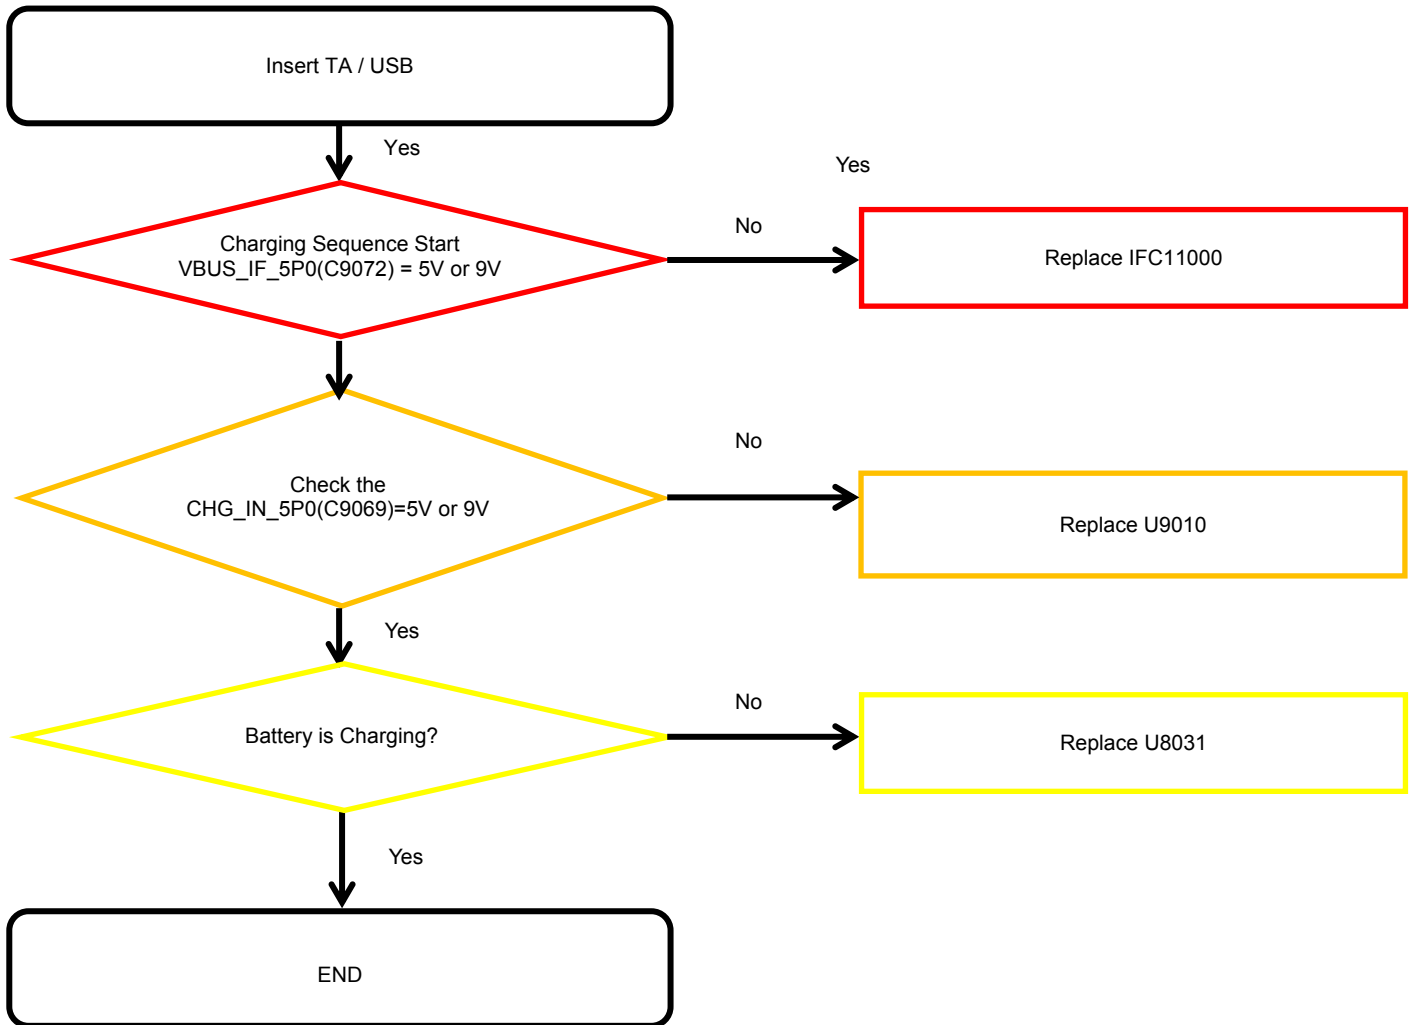 Insert TA / USB
Yes
Yes
Charging Sequence Start
VBUS_IF_5P0(C9072) = 5V or 9V
No
Replace IFC11000
Check the
CHG_IN_5P0(C9069)=5V or 9V
No
Replace U9010
Yes
Battery is Charging?
No
Replace U8031
Yes
END